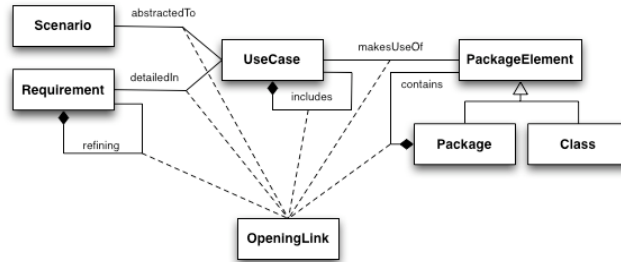 abstractedTo
Scenario
UseCase
makesUseOf
PackageElement
detailedIn
Requirement
contains
includes
refining
Package
Class
OpeningLink